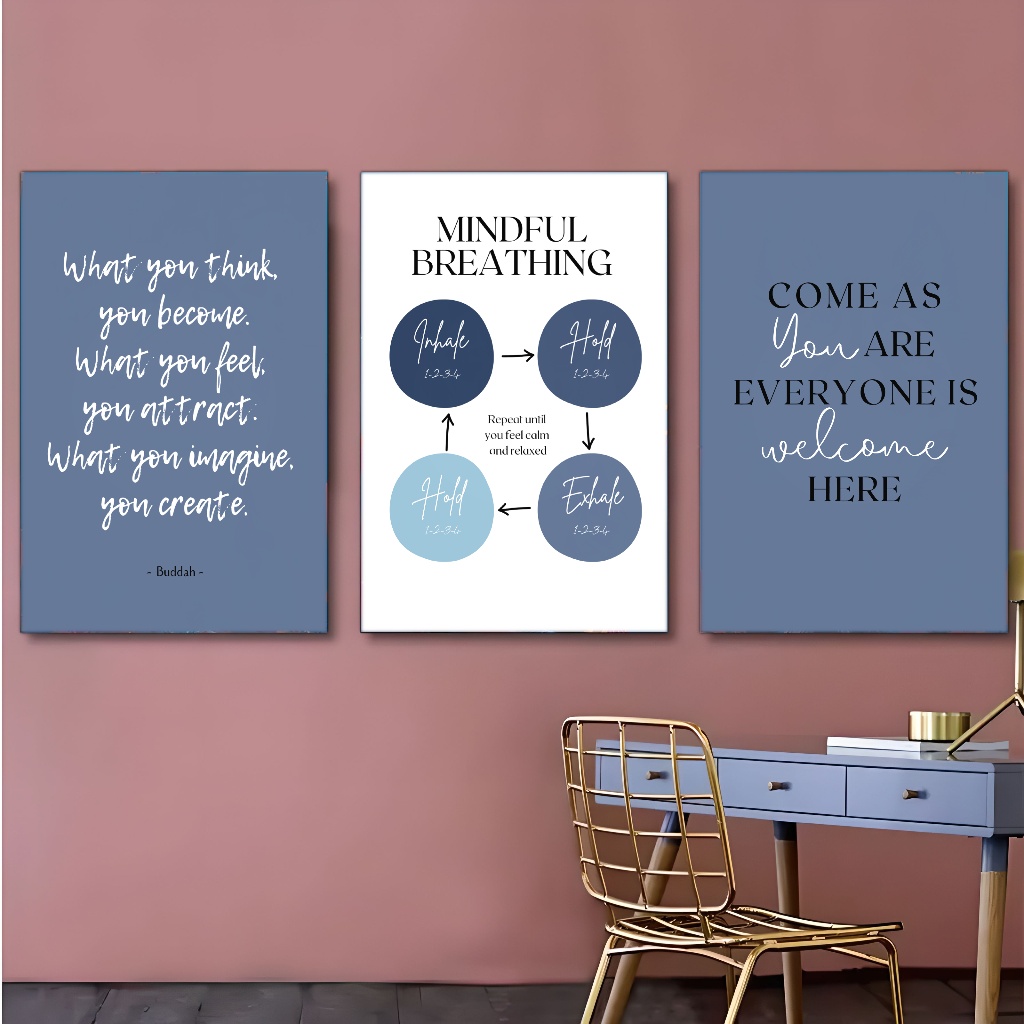 What you think,
you become.
What you feel,
you attract.
What you imagine,
you create.
- Buddah -
MINDFUL
BREATHING
Inhale
1-2-3-4
Hold
1-2-3-4
Repeat until
you feel calm
and relaxed
Hold
1-2-3-4
Exhale
1-2-3-4
COME AS
You ARE
EVERYONE IS
welcome
HERE